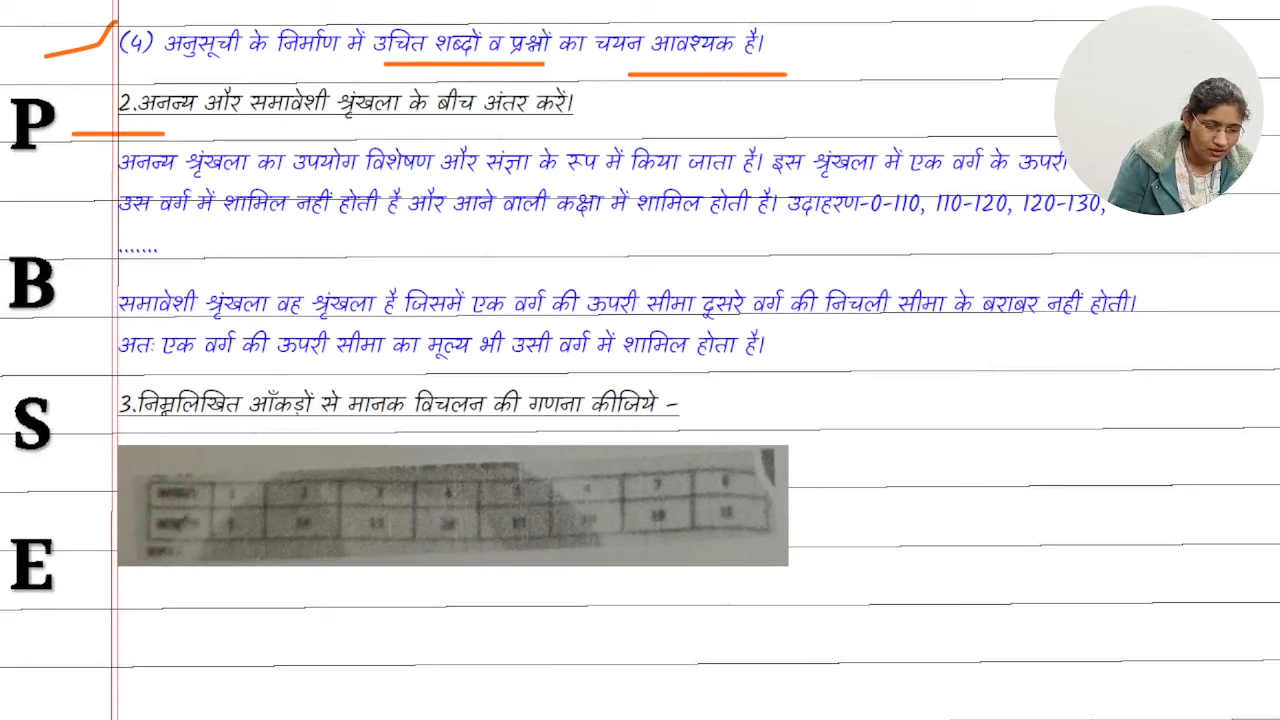 (4) अनुसूची के निर्माण में उचित शब्दों व प्रश्नों का चयन आवश्यक है।
P
2.अनन्य और समावेशी श्रृंखला के बीच अंतर करें।
अनन्य श्रृंखला का उपयोग विशेषण और संज्ञा के रूप में किया जाता है। इस श्रृंखला में एक वर्ग के ऊपरी
उस वर्ग में शामिल नहीं होती है और आने वाली कक्षा में शामिल होती है। उदाहरण-0-110, 110-120, 120-130,
.......
B
समावेशी श्रृंखला वह श्रृंखला है जिसमें एक वर्ग की ऊपरी सीमा दूसरे वर्ग की निचली सीमा के बराबर नहीं होती।
अतः एक वर्ग की ऊपरी सीमा का मूल्य भी उसी वर्ग में शामिल होता है।
S
3.निम्नलिखित आँकड़ों से मानक विचलन की गणना कीजिये -
E